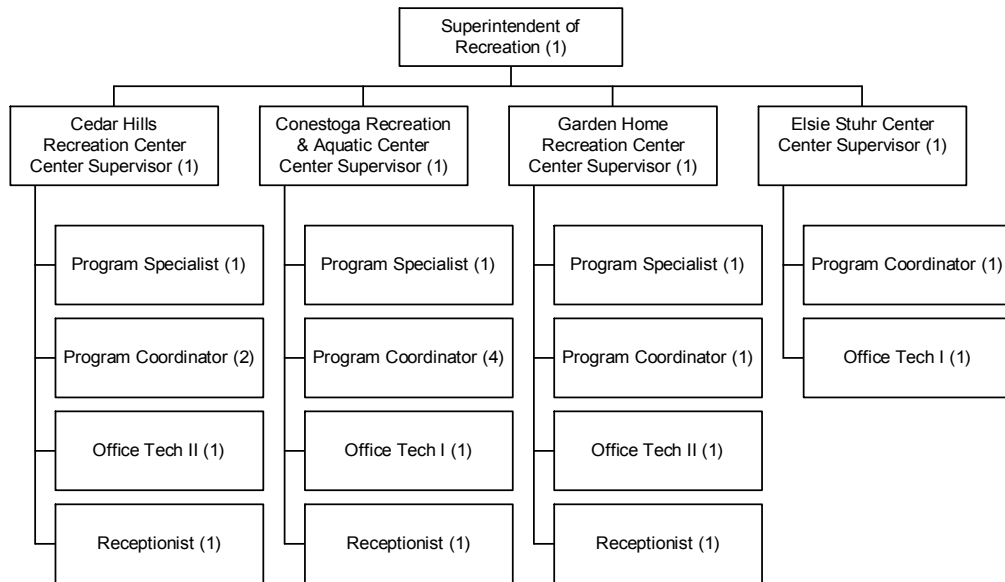 Superintendent of
Recreation (1)
Cedar Hills
Recreation Center
Center Supervisor (1)
Conestoga Recreation
& Aquatic Center
Center Supervisor (1)
Garden Home
Recreation Center
Center Supervisor (1)
Elsie Stuhr Center
Center Supervisor (1)
Program Specialist (1)
Program Specialist (1)
Program Specialist (1)
Program Coordinator (1)
Program Coordinator (2)
Program Coordinator (4)
Program Coordinator (1)
Office Tech I (1)
Office Tech II (1)
Office Tech I (1)
Office Tech II (1)
Receptionist (1)
Receptionist (1)
Receptionist (1)